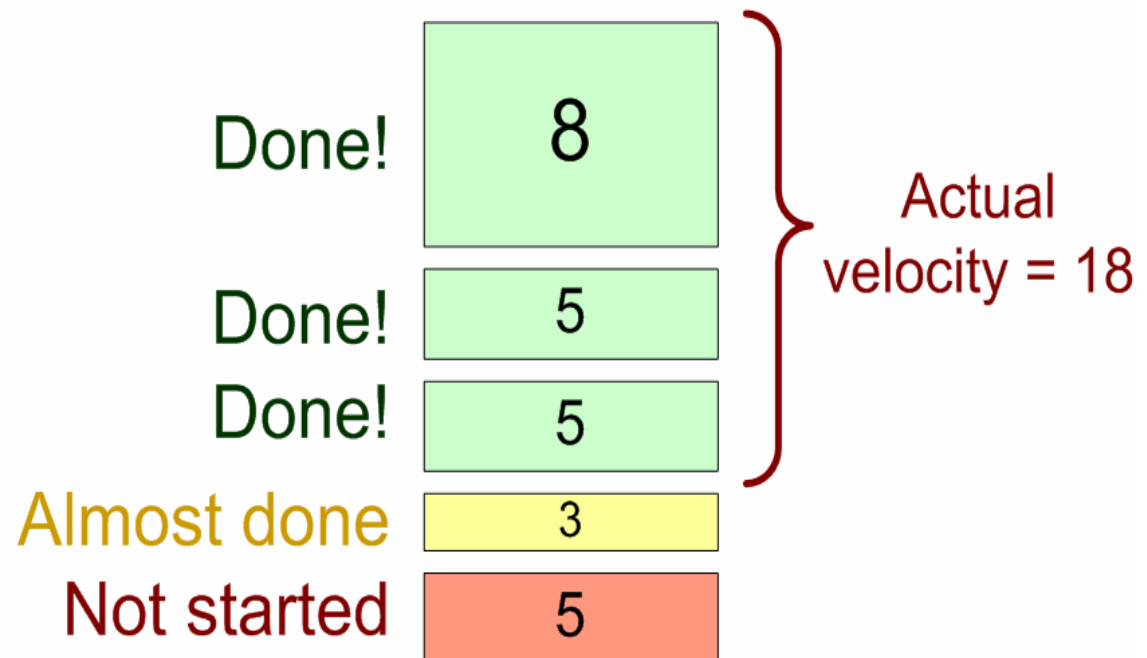 Done!
8
Actual
velocity = 18
Done!
5
Done!
5
Almost done
3
Not started
5